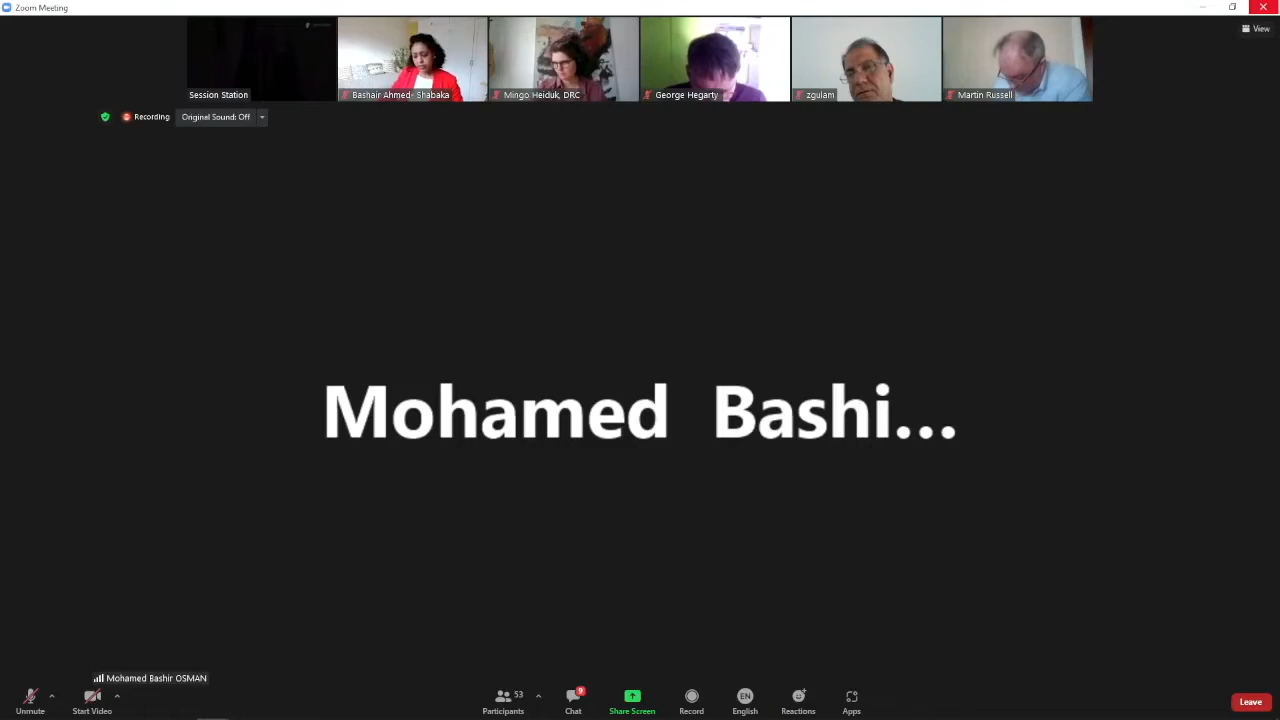 Zoom Meeting
View
Session Station
Bashair Ahmed- Shabaka
Mingo Heiduk, DRC
George Hegarty
zgulam
Martin Russell
Recording
Original Sound: Off
Mohamed Bashi...
Mohamed Bashir OSMAN
53
9
EN
Unmute
Start Video
Participants
Chat
Share Screen
Record
English
Reactions
Apps
Leave